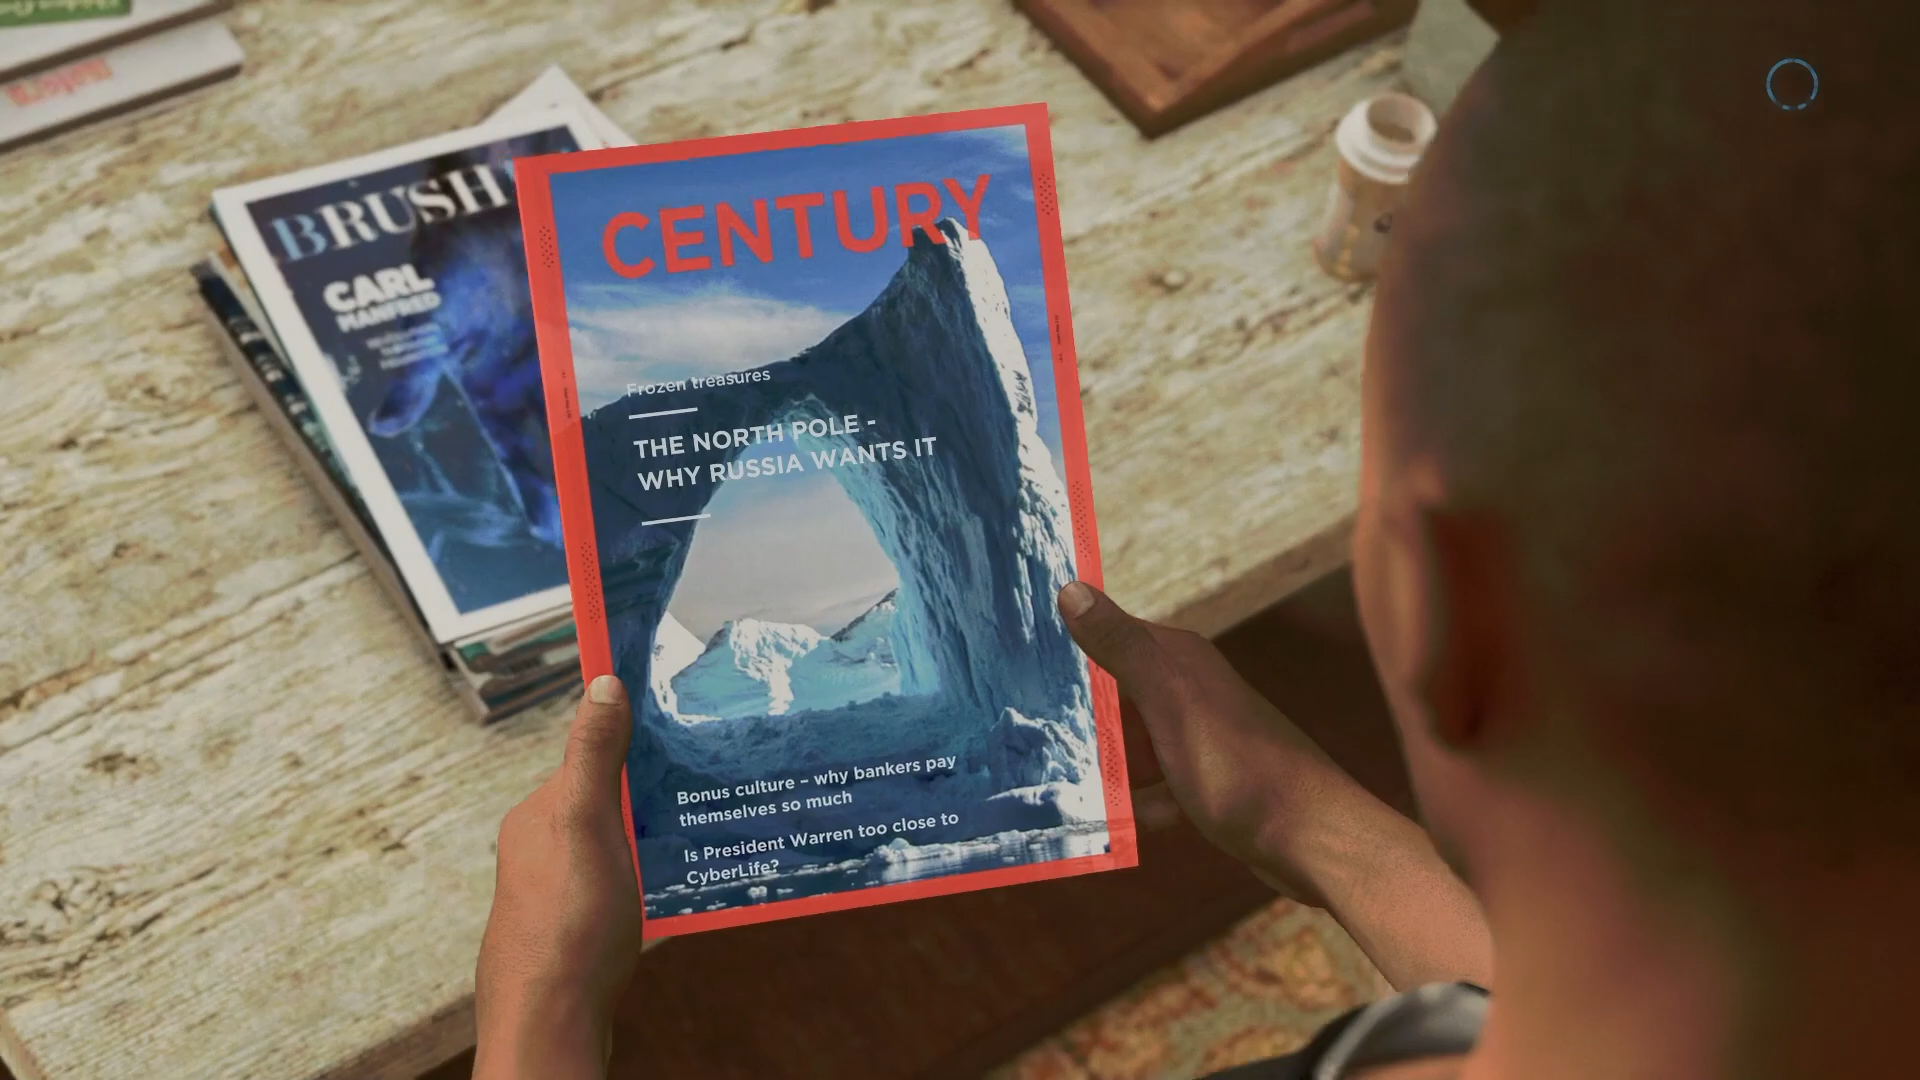 BRUSH
CARL
MANFRED
CENTURY
Frozen treasures
THE NORTH POLE -
WHY RUSSIA WANTS IT
Bonus culture – why bankers pay
themselves so much
Is President Warren too close to
CyberLife?